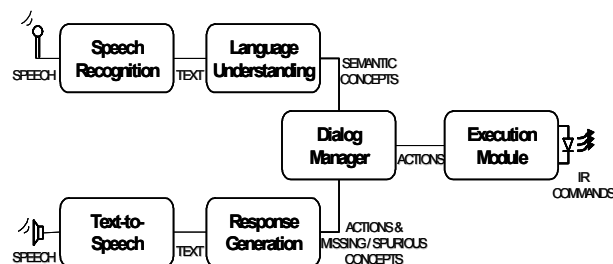 Speech
Recognition
Language
Understanding
SPEECH
TEXT
SEMANTIC
CONCEPTS
Dialog
Manager
ACTIONS
Execution
Module
IR
COMMANDS
Text-to-
Speech
Response
Generation
SPEECH
TEXT
ACTIONS &
MISSING / SPURIOUS
CONCEPTS